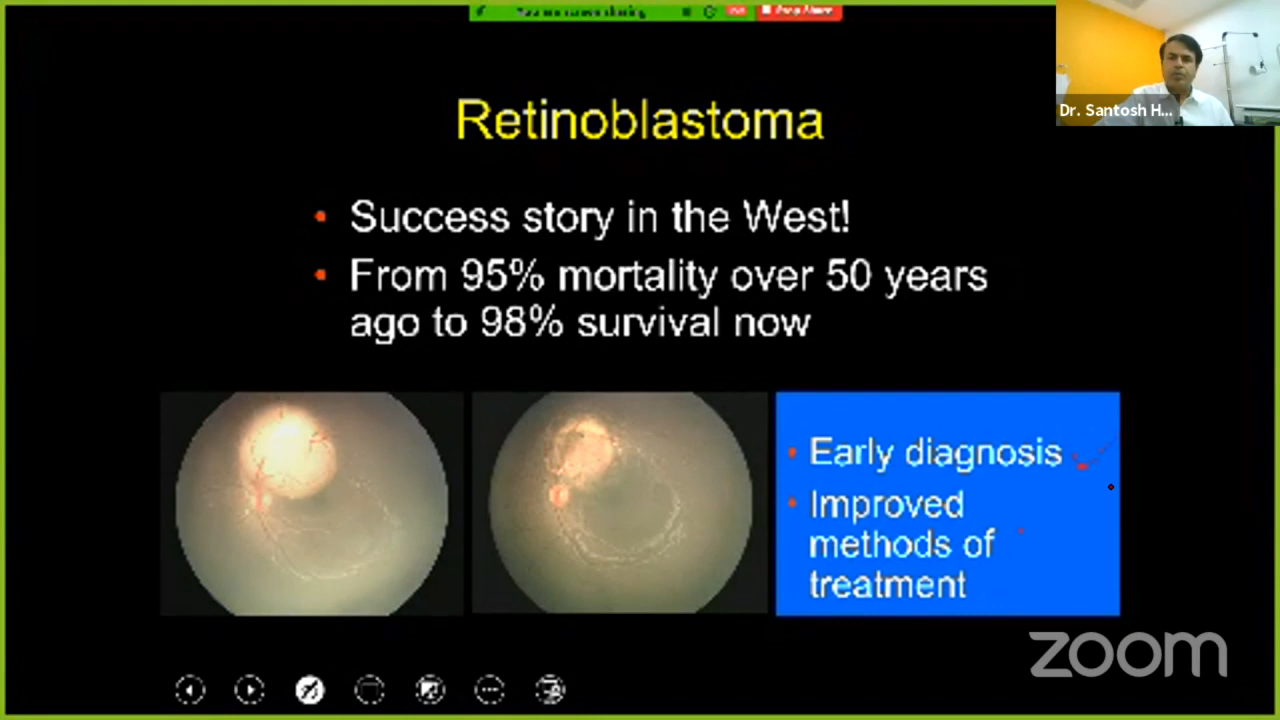 Dr. Santosh H...
Retinoblastoma
• Success story in the West!
• From 95% mortality over 50 years
ago to 98% survival now
• Early diagnosis
• Improved
methods of
treatment
zoom